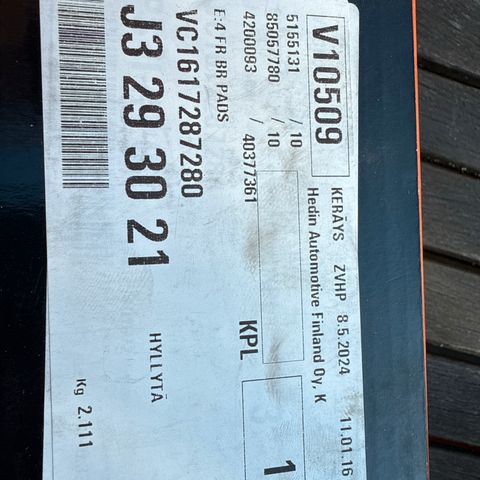 V10509
KERÄYS ZVHP 8.5.2024 11.01.16
Hedin Automotive Finland Oy, K
5155131 / 10
85057780 / 10
4200093 / 40377361
KPL 1
E:4 FR BR PADS
VC1617287280
HYLLYTÄ
J3 29 30 21
Kg 2.111